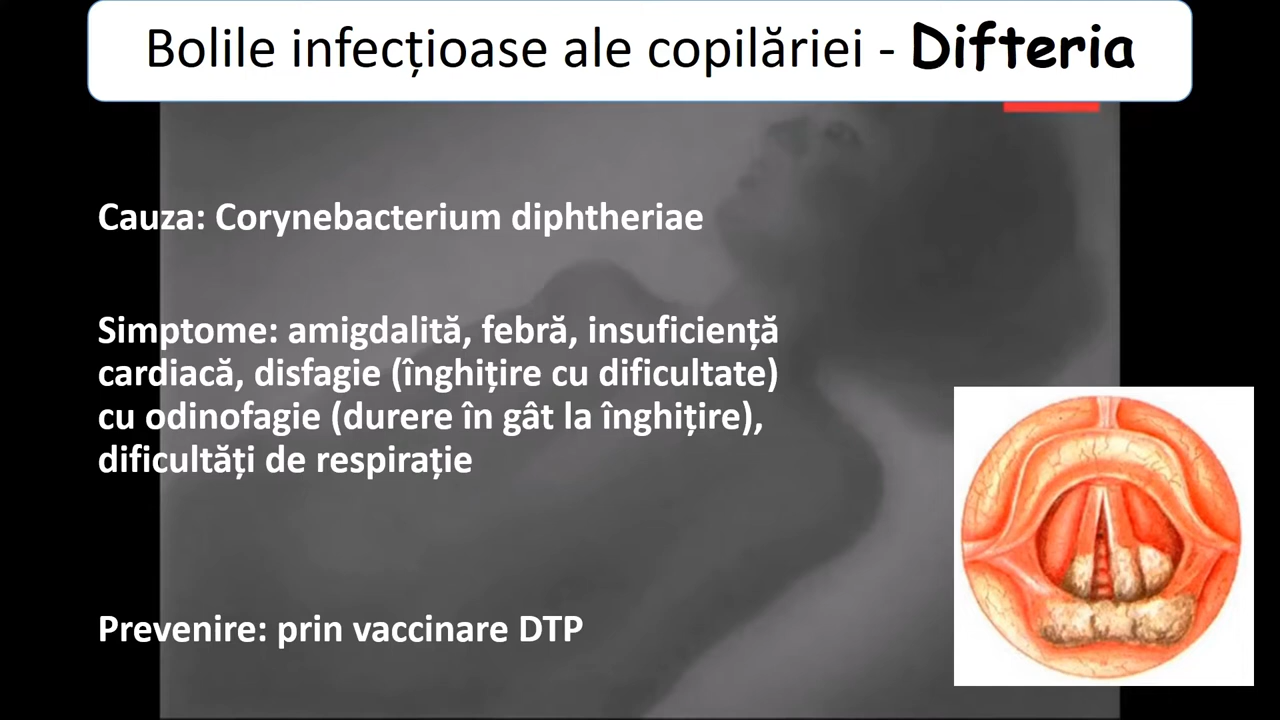 Bolile infecțioase ale copilăriei - Difteria
Cauza: Corynebacterium diphtheriae
Simptome: amigdalită, febră, insuficiență
cardiacă, disfagie (înghițire cu dificultate)
cu odinofagie (durere în gât la înghițire),
dificultăți de respirație
Prevenire: prin vaccinare DTP